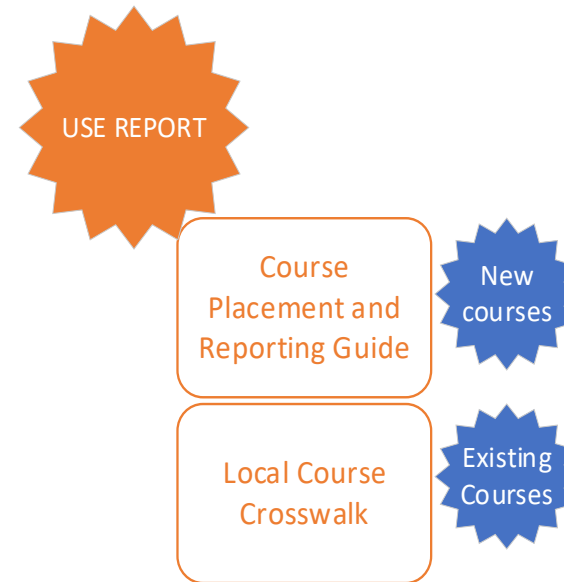 USE REPORT
Course
Placement and
Reporting Guide
New
courses
Local Course
Crosswalk
Existing
Courses